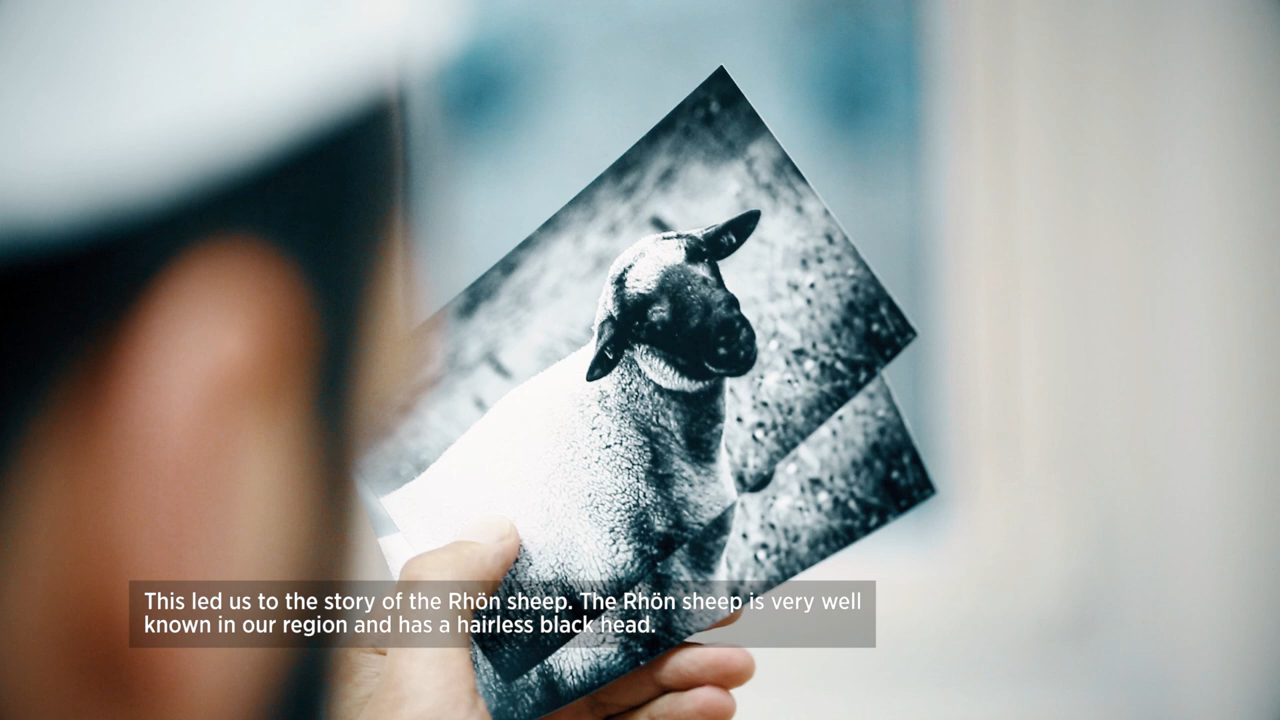 This led us to the story of the Rhön sheep. The Rhön sheep is very well
known in our region and has a hairless black head.